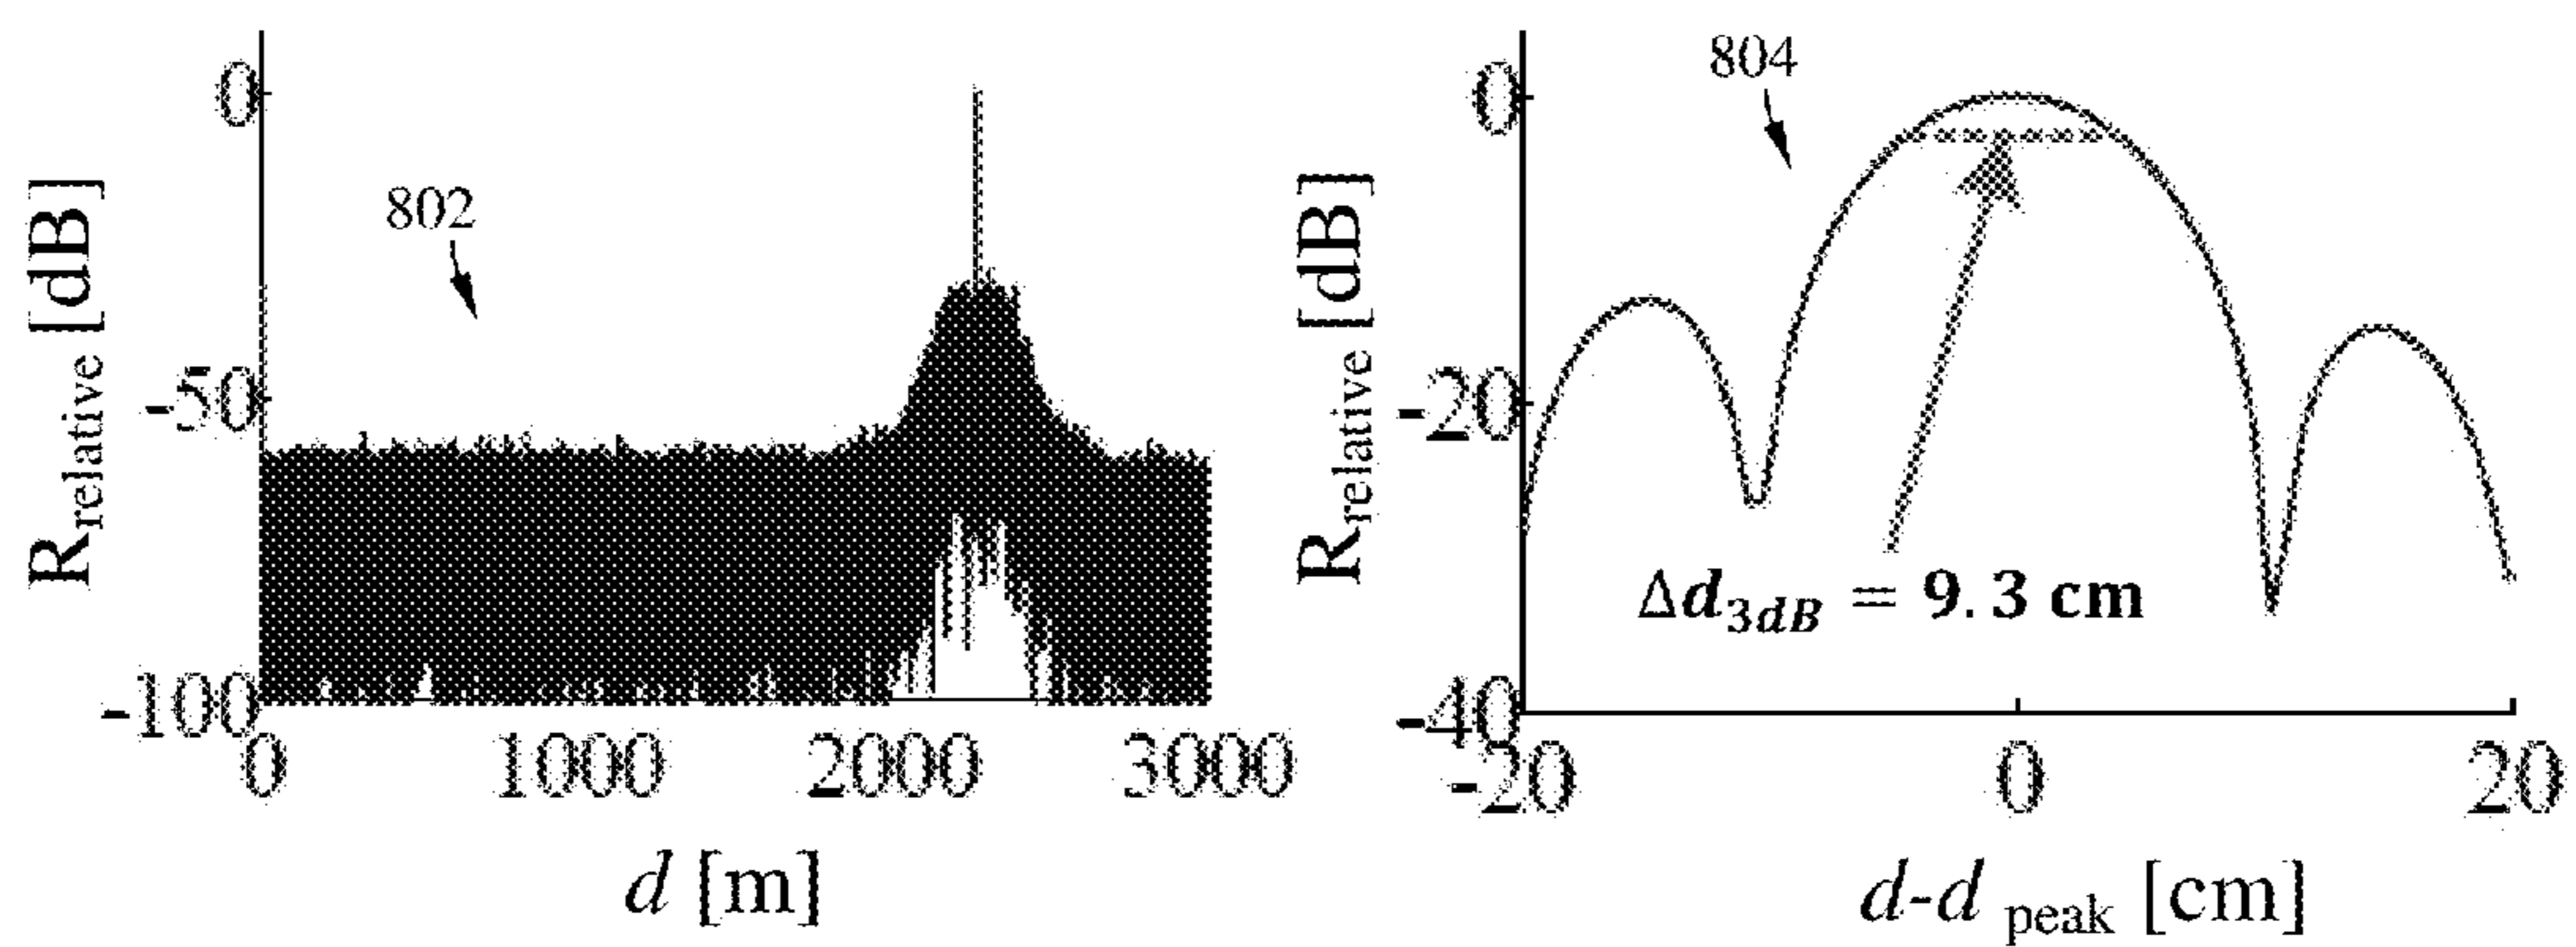 R_relative [dB]
0
-50
-100
802
0 1000 2000 3000
d [m]
R_relative [dB]
0
-20
-40
804
Δd_3dB = 9.3 cm
-20 0 20
d-d_peak [cm]